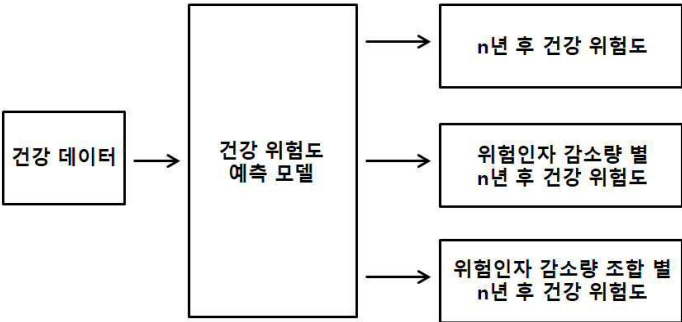 건강 데이터
건강 위험도
예측 모델
n년 후 건강 위험도
위험인자 감소량 별
n년 후 건강 위험도
위험인자 감소량 조합 별
n년 후 건강 위험도